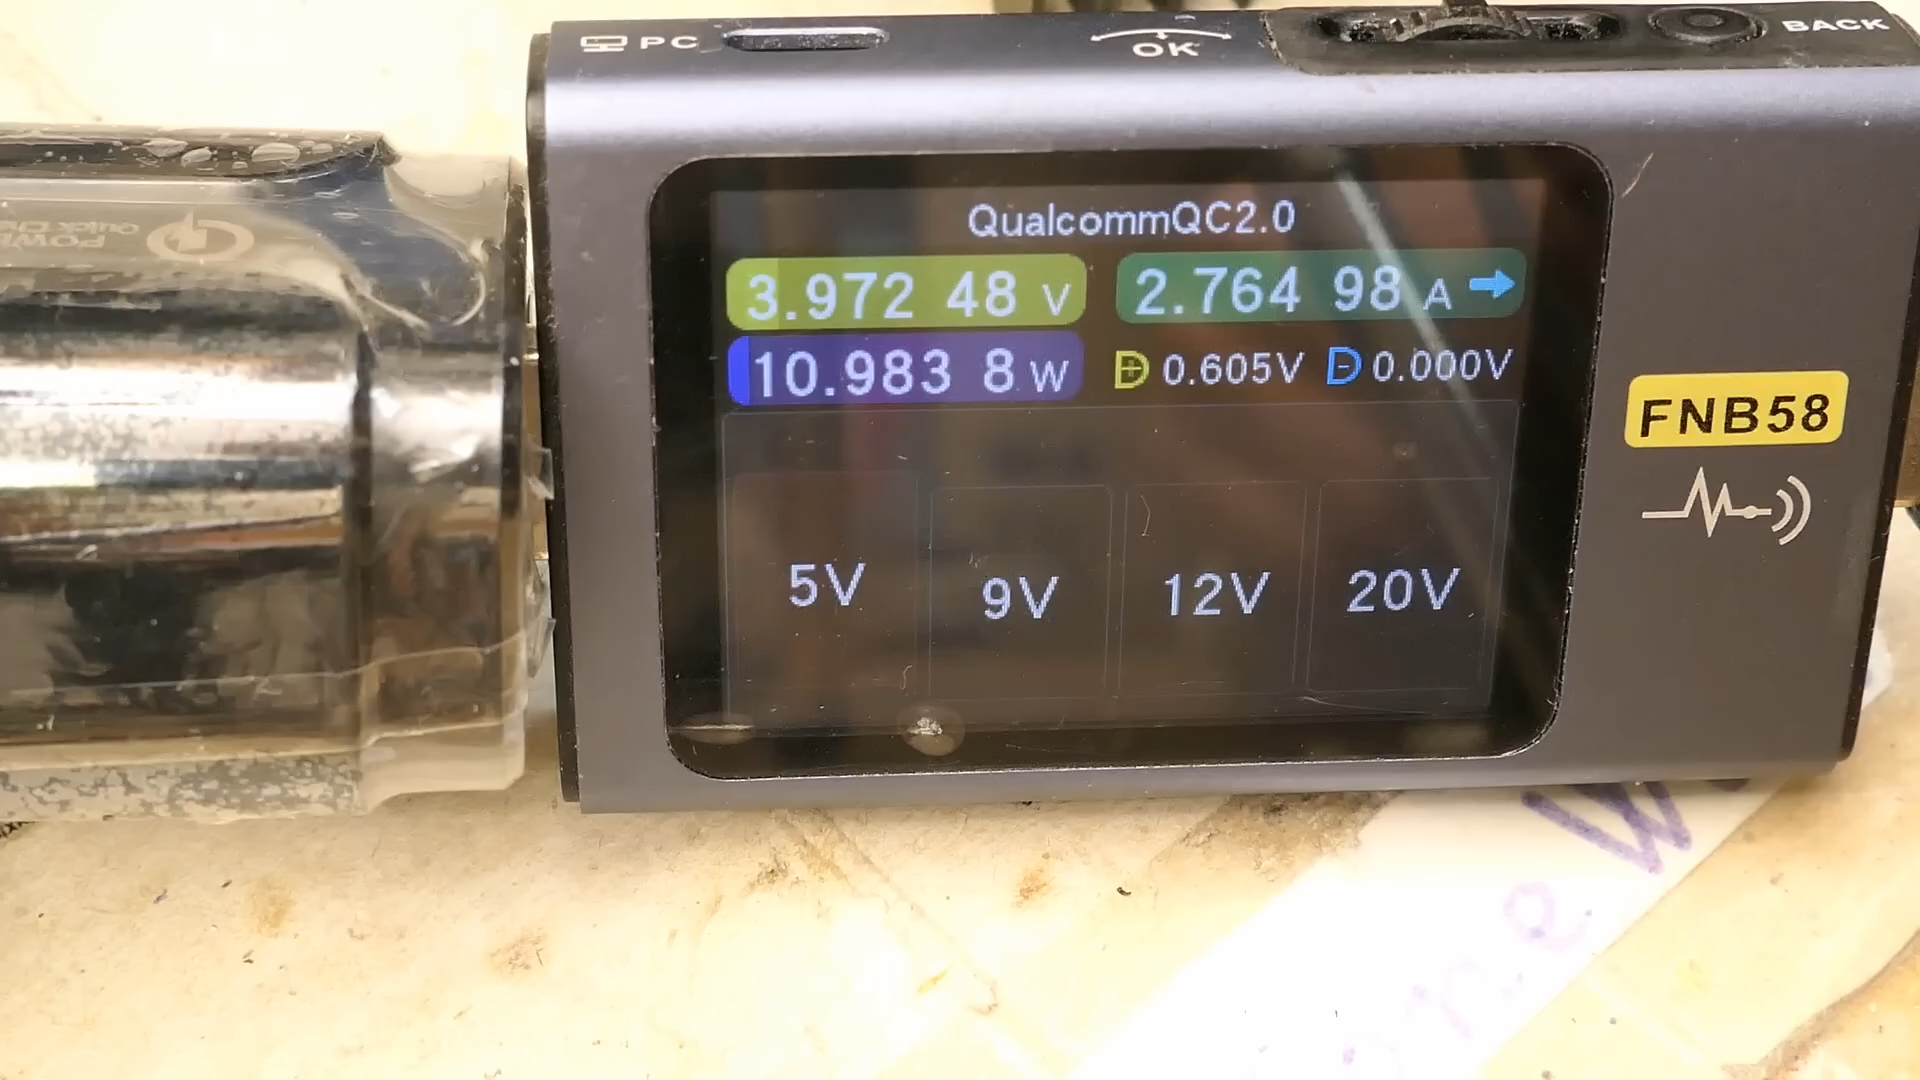 PC
OK
BACK
QualcommQC2.0
3.972 48 V
2.764 98 A
10.983 8 W
D+ 0.605V D- 0.000V
FNB58
5V
9V
12V
20V